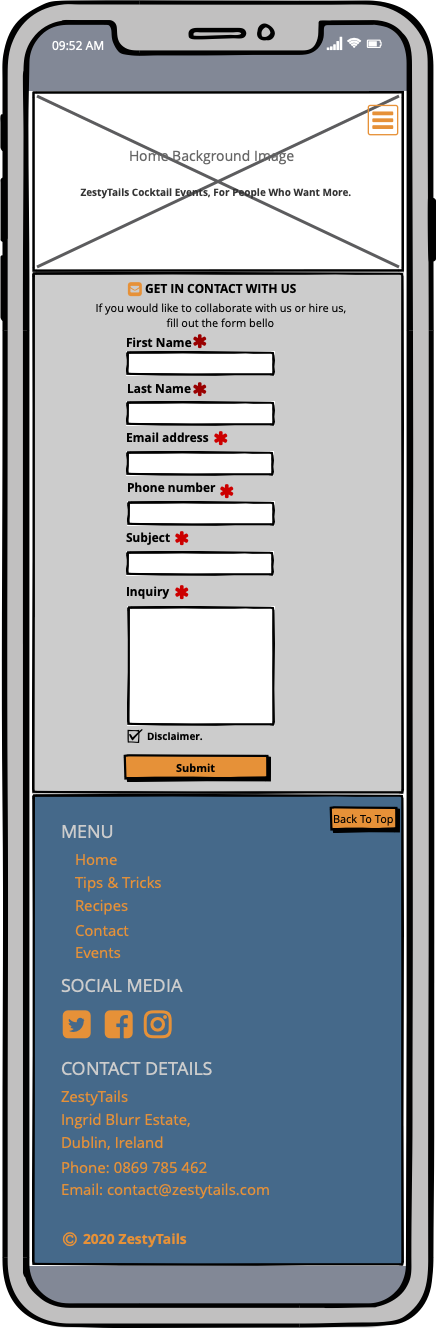 09:52 AM
Home Background Image
ZestyTails Cocktail Events, For People Who Want More.
GET IN CONTACT WITH US
If you would like to collaborate with us or hire us,
fill out the form bello
First Name*
Last Name*
Email address *
Phone number *
Subject *
Inquiry *
Disclaimer.
Submit
Back To Top
MENU
Home
Tips & Tricks
Recipes
Contact
Events
SOCIAL MEDIA
CONTACT DETAILS
ZestyTails
Ingrid Blurr Estate,
Dublin, Ireland
Phone: 0869 785 462
Email: contact@zestytails.com
© 2020 ZestyTails